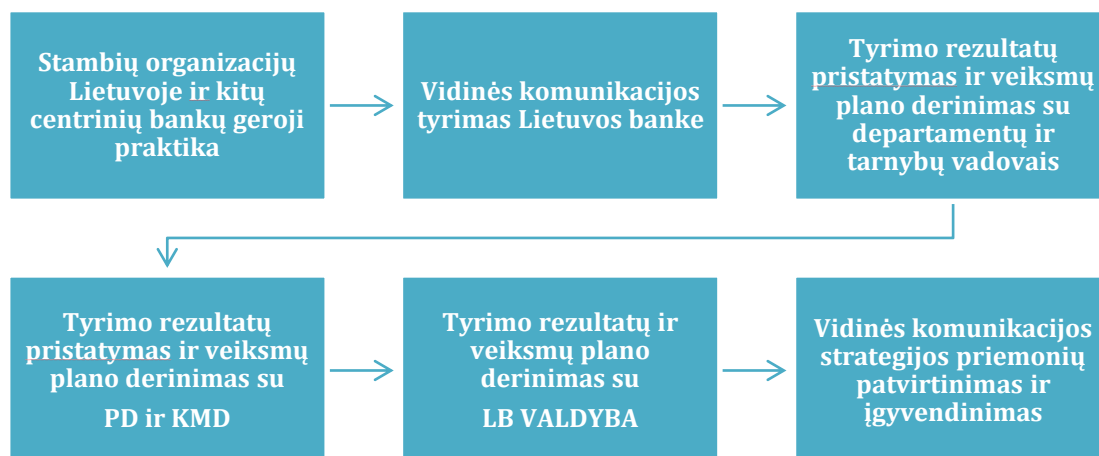 Stambių organizacijų
Lietuvoje ir kitų
centrinių bankų geroji
praktika
Vidinės komunikacijos
tyrimas Lietuvos banke
Tyrimo rezultatų
pristatymas ir veiksmų
plano derinimas su
departamentų ir
tarnybų vadovais
Tyrimo rezultatų
pristatymas ir veiksmų
plano derinimas su
PD ir KMD
Tyrimo rezultatų ir
veiksmų plano
derinimas su
LB VALDYBA
Vidinės komunikacijos
strategijos priemonių
patvirtinimas ir
įgyvendinimas